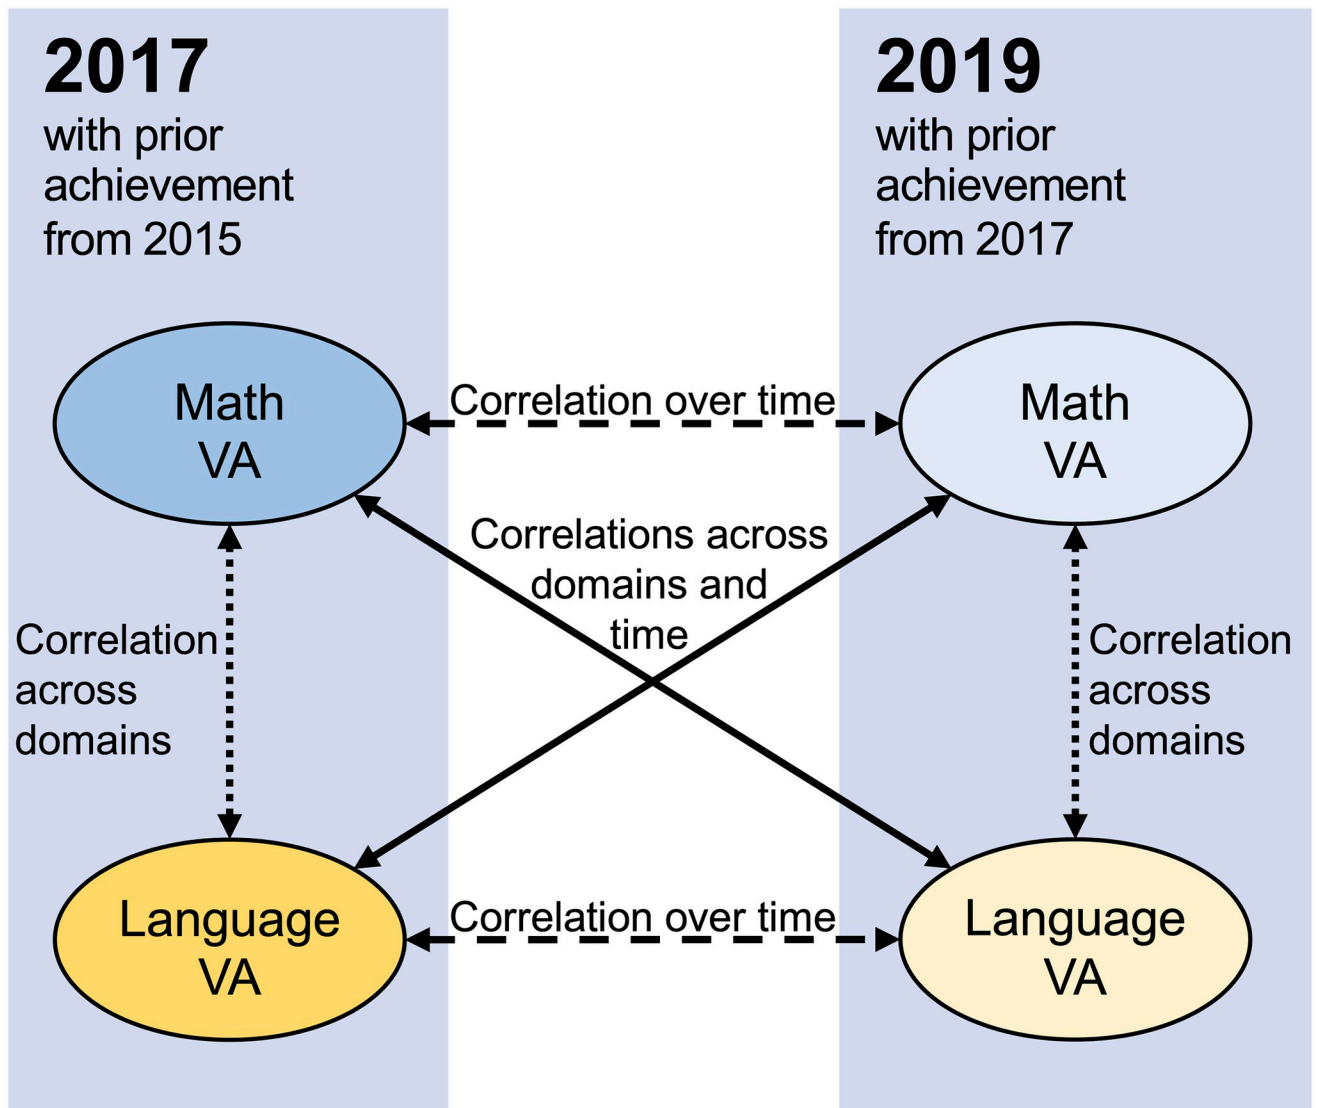 2017
with prior
achievement
from 2015
2019
with prior
achievement
from 2017
Math
VA
Correlation over time
Math
VA
Correlations across
domains and
time
Correlation
across
domains
Correlation
across
domains
Language
VA
Correlation over time
Language
VA